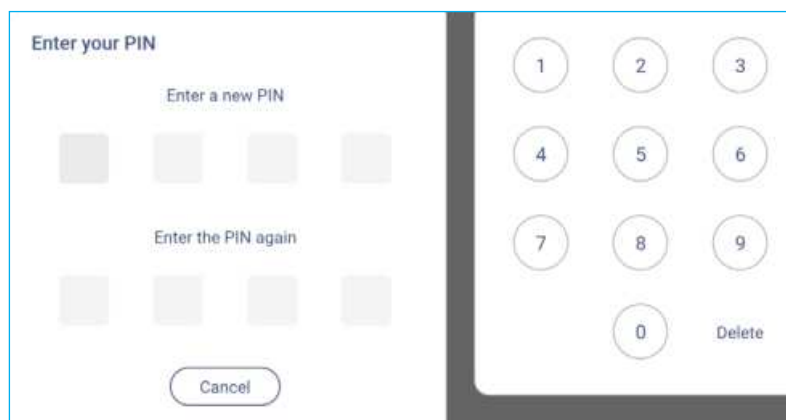 Enter your PIN
Enter a new PIN
Enter the PIN again
Cancel
1 2 3
4 5 6
7 8 9
0 Delete